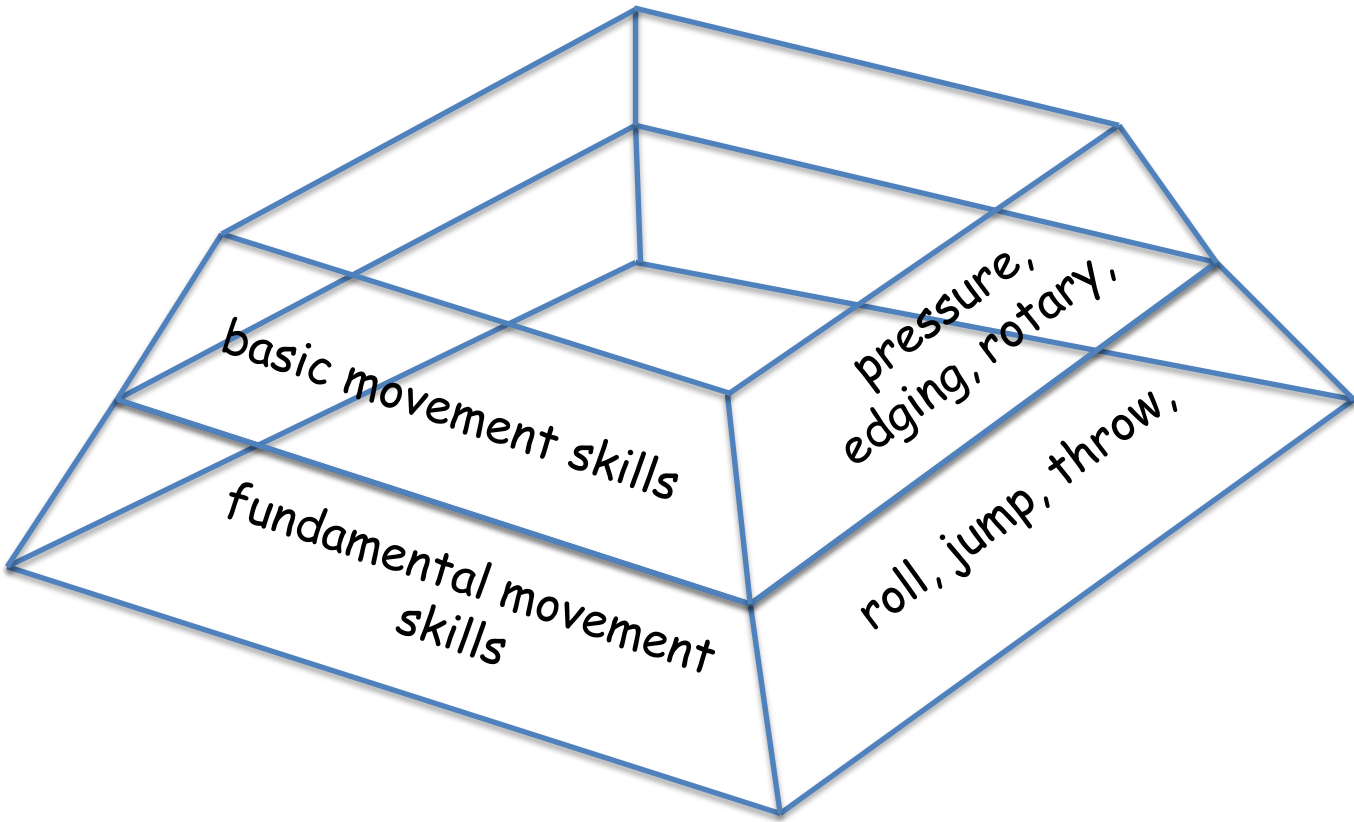 basic movement skills
pressure,
edging, rotary,
fundamental movement
skills
roll, jump, throw,